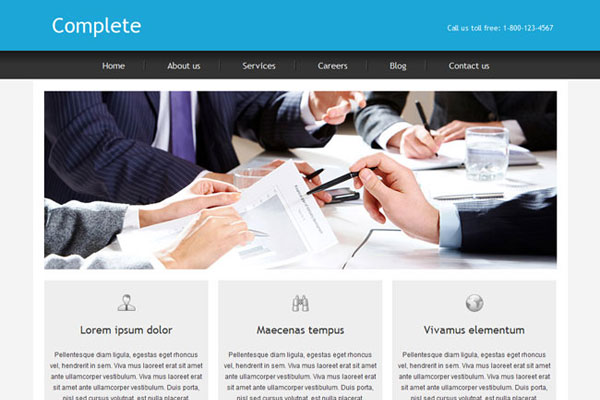 Complete
Call us toll free: 1-800-123-4567
Home About us Services Careers Blog Contact us
Lorem ipsum dolor
Pellentesque diam ligula, egestas eget rhoncus
vel, hendrerit in sem. Viva mus laoreet erat sit amet
ante ullamcorper vestibulum. Viva mus laoreet erat
sit amet ante ullamcorper vestibulum. Duis porta,
nisl sed cursus volutpat, est nulla placerat
Maecenas tempus
Pellentesque diam ligula, egestas eget rhoncus
vel, hendrerit in sem. Viva mus laoreet erat sit amet
ante ullamcorper vestibulum. Viva mus laoreet erat
sit amet ante ullamcorper vestibulum. Duis porta,
nisl sed cursus volutpat, est nulla placerat
Vivamus elementum
Pellentesque diam ligula, egestas eget rhoncus
vel, hendrerit in sem. Viva mus laoreet erat sit amet
ante ullamcorper vestibulum. Viva mus laoreet erat
sit amet ante ullamcorper vestibulum. Duis porta,
nisl sed cursus volutpat, est nulla placerat